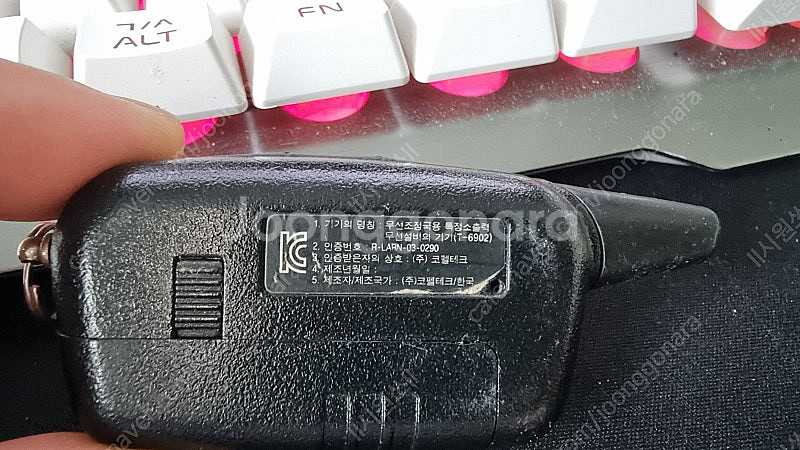 ㄱ/ㅅ
ALT
FN
joonggonara
1. 기기의 명칭 : 무선조정국용 특정소출력
무선설비의 기기(T-6902)
2. 인증번호 : R-LARN-03-0290
3. 인증받은자의 상호 : (주) 코펠테크
4. 제조년월일 :
5. 제조자/제조국가 : (주)코펠테크/한국